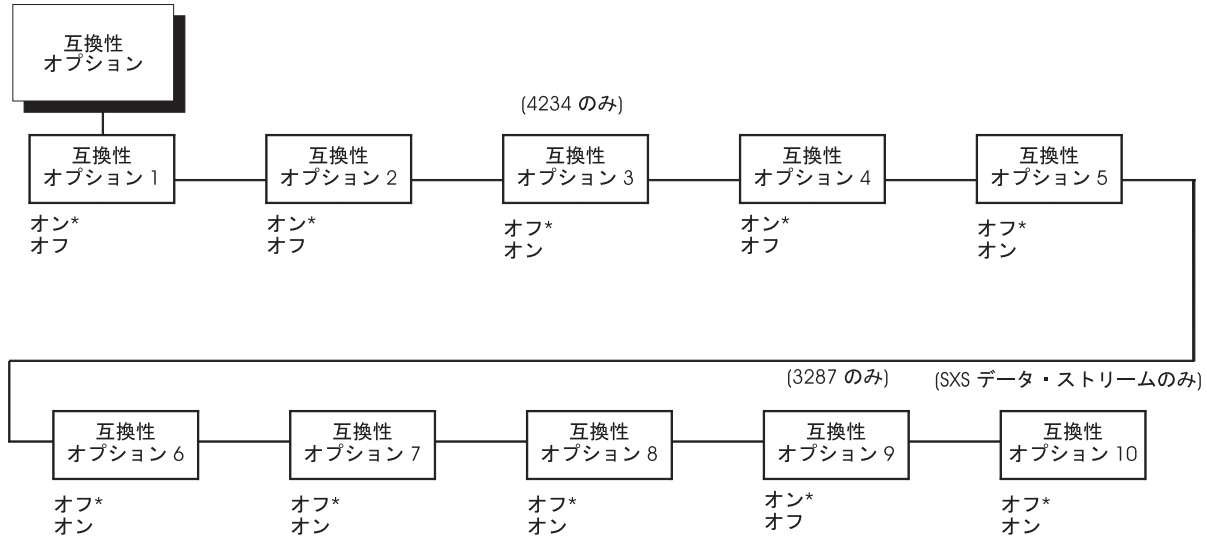 互換性
オプション
(4234 のみ)
互換性
オプション 1
オン*
オフ
互換性
オプション 2
オン*
オフ
互換性
オプション 3
オフ*
オン
互換性
オプション 4
オン*
オフ
互換性
オプション 5
オフ*
オン
(3287 のみ)
(SXS データ・ストリームのみ)
互換性
オプション 6
オフ*
オン
互換性
オプション 7
オフ*
オン
互換性
オプション 8
オフ*
オン
互換性
オプション 9
オン*
オフ
互換性
オプション 10
オフ*
オン